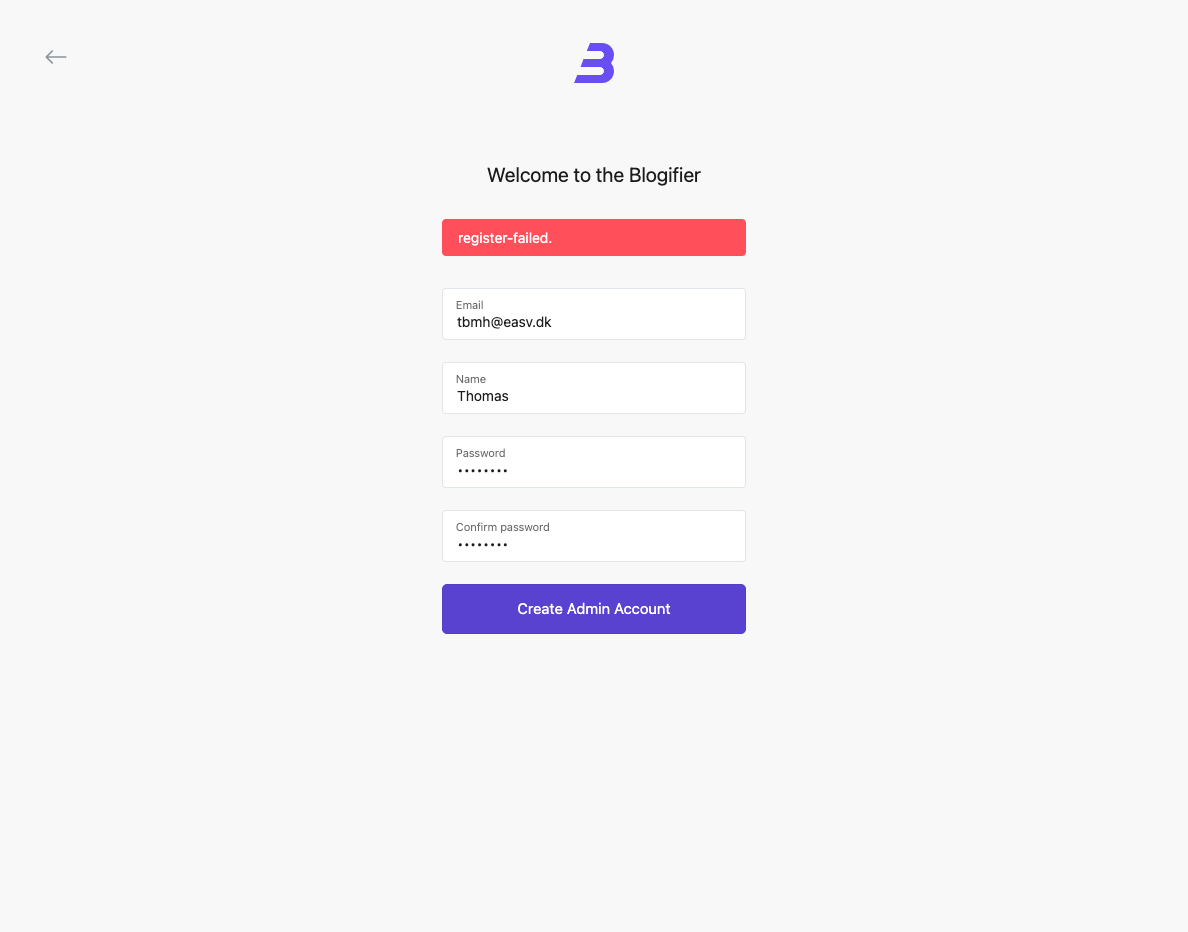 Welcome to the Blogifier
register-failed.
Email
tbmh@easv.dk
Name
Thomas
Password
••••••••
Confirm password
••••••••
Create Admin Account